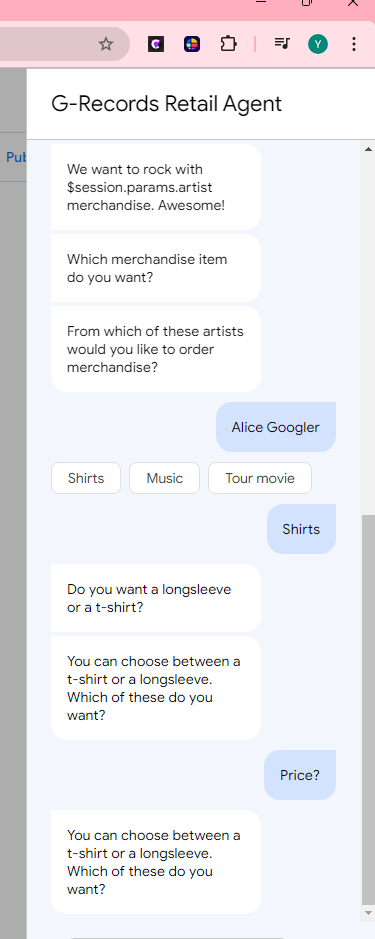 G-Records Retail Agent
Pub
We want to rock with
$session.params.artist
merchandise. Awesome!
Which merchandise item
do you want?
From which of these artists
would you like to order
merchandise?
Alice Googler
Shirts
Music
Tour movie
Shirts
Do you want a longsleeve
or a t-shirt?
You can choose between a
t-shirt or a longsleeve.
Which of these do you
want?
Price?
You can choose between a
t-shirt or a longsleeve.
Which of these do you
want?
Y